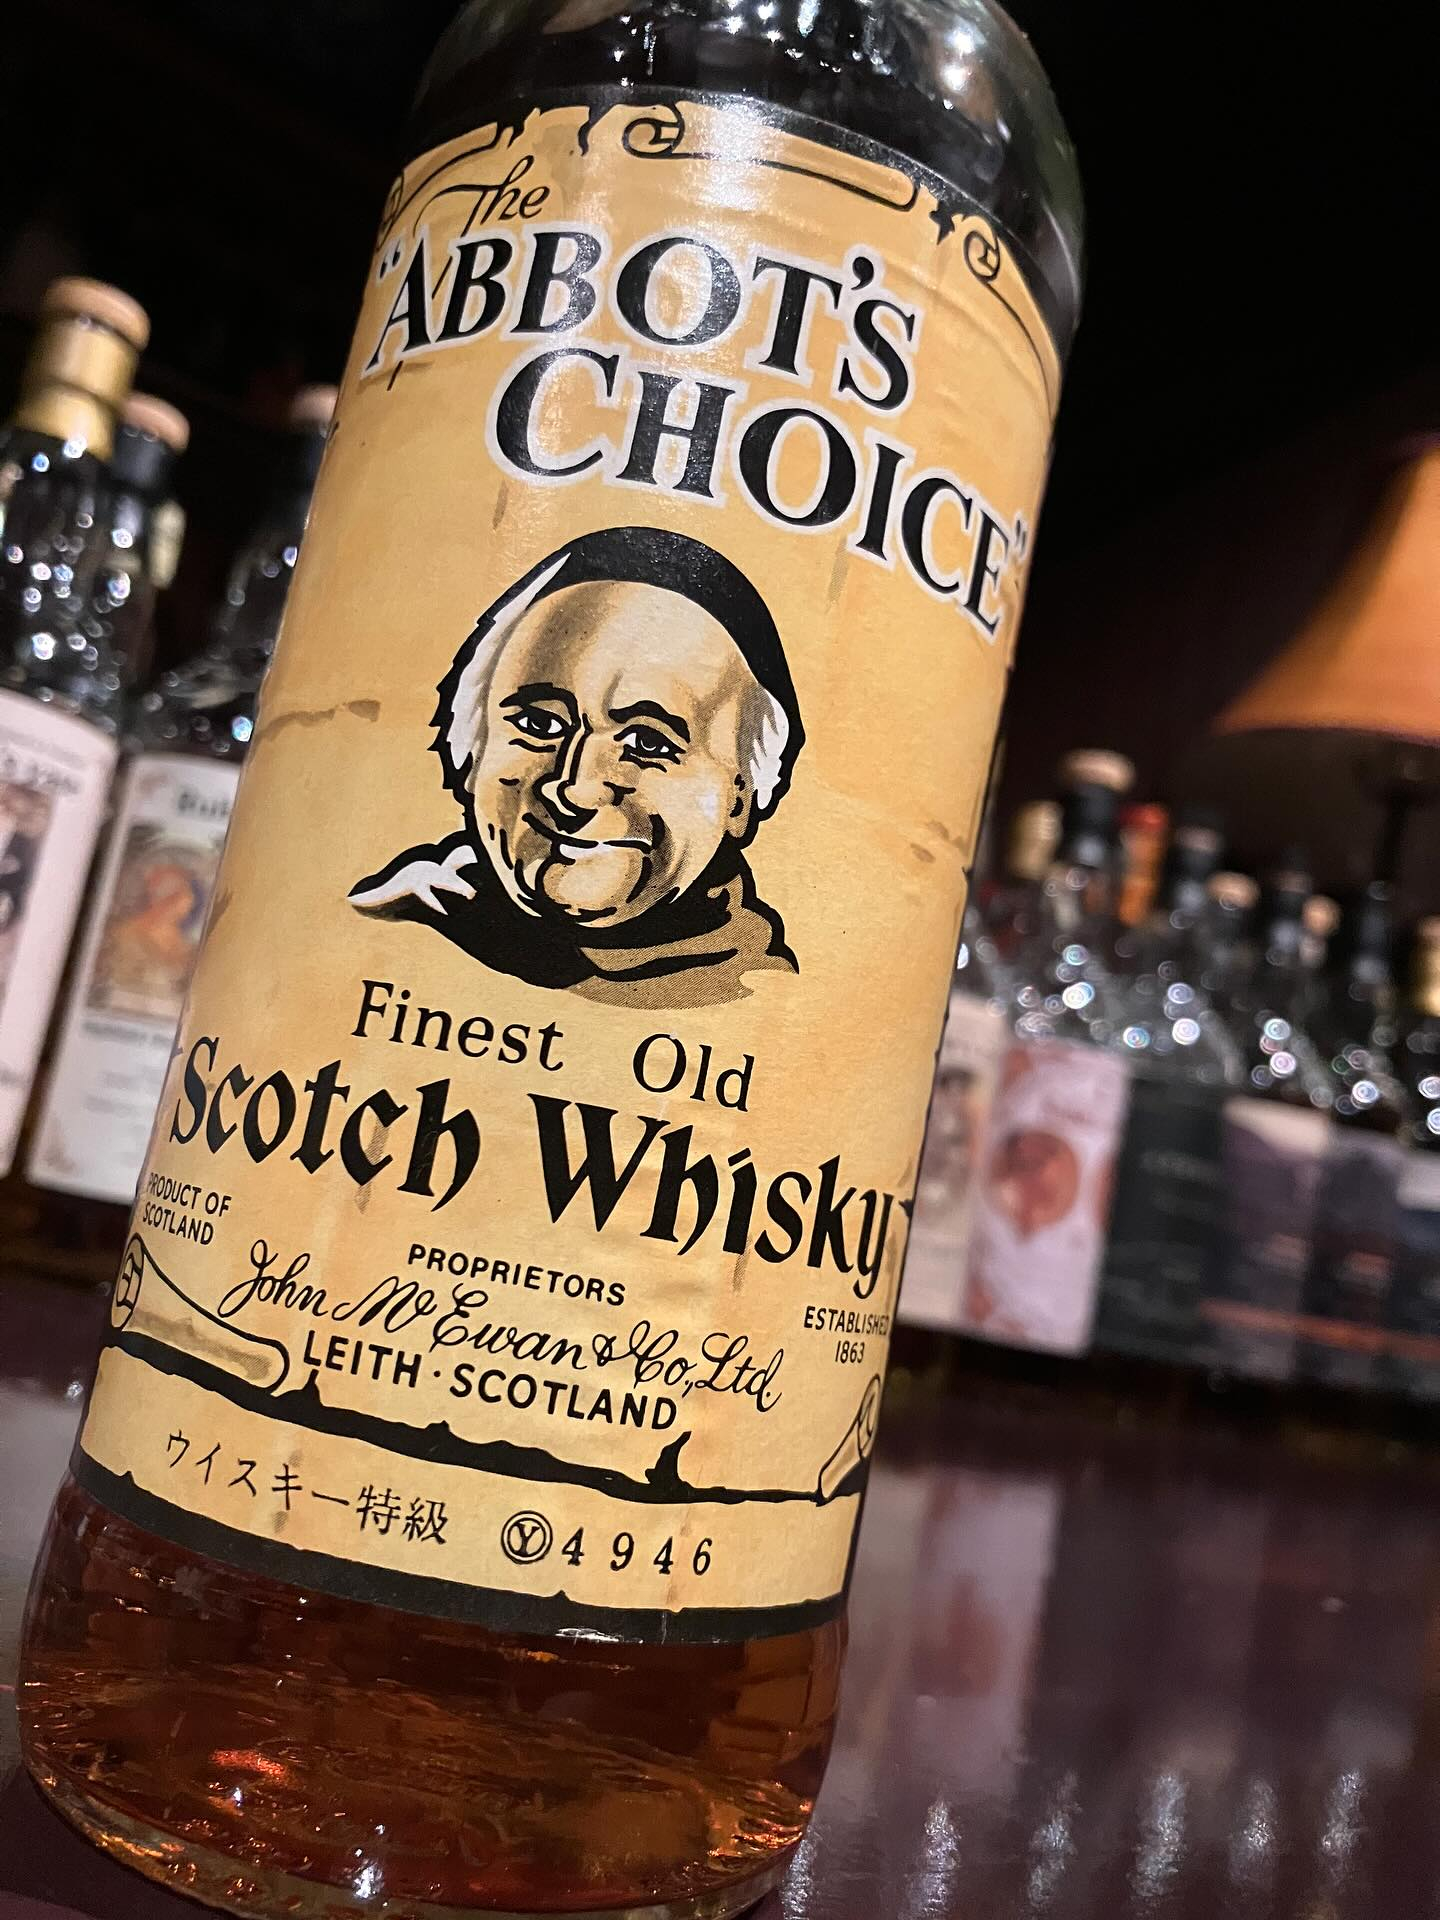 The
"ABBOT'S
CHOICE"
Finest Old
Scotch Whisky
PRODUCT OF
SCOTLAND
PROPRIETORS
John McEwan & Co., Ltd.
LEITH · SCOTLAND
ESTABLISHED
1863
ウイスキー特級 Ⓨ4946